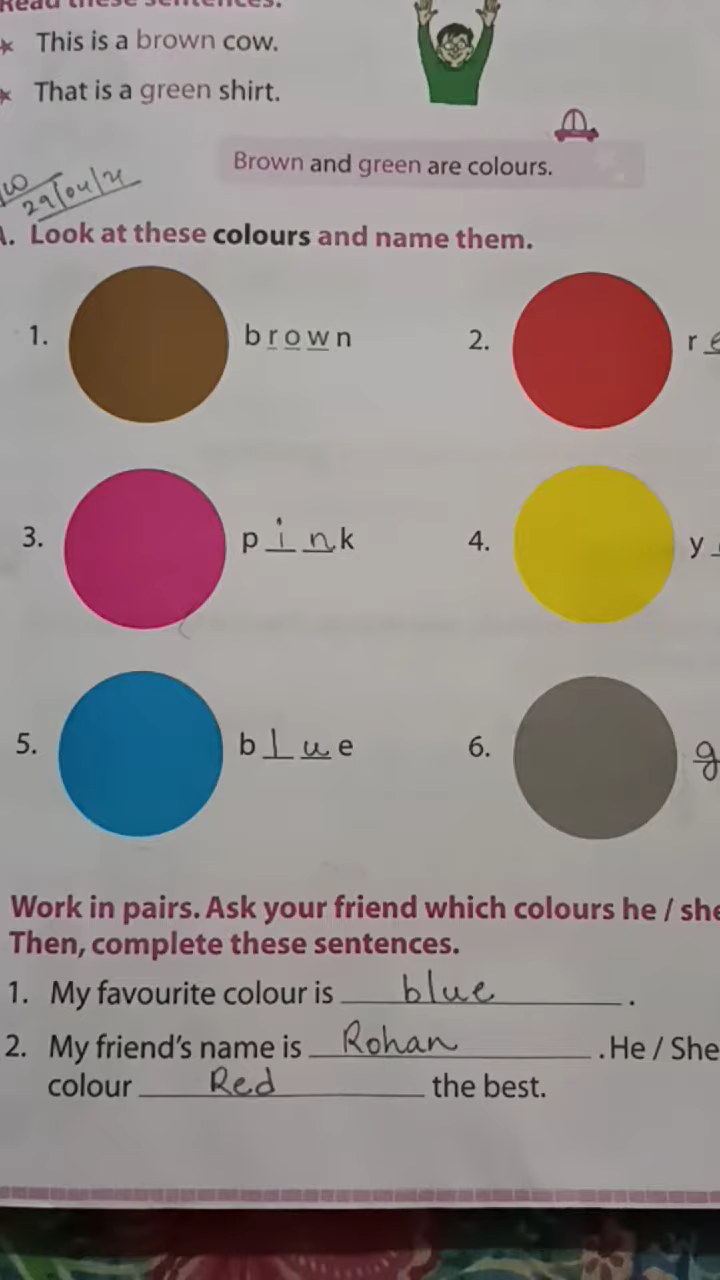 Read these sentences.
This is a brown cow.
That is a green shirt.
Brown and green are colours.
29/04/21
A. Look at these colours and name them.
1. brown
2. re
3. pink
4. y
5. blue
6. g
Work in pairs. Ask your friend which colours he / she
Then, complete these sentences.
1. My favourite colour is blue.
2. My friend's name is Rohan. He / She
colour Red the best.